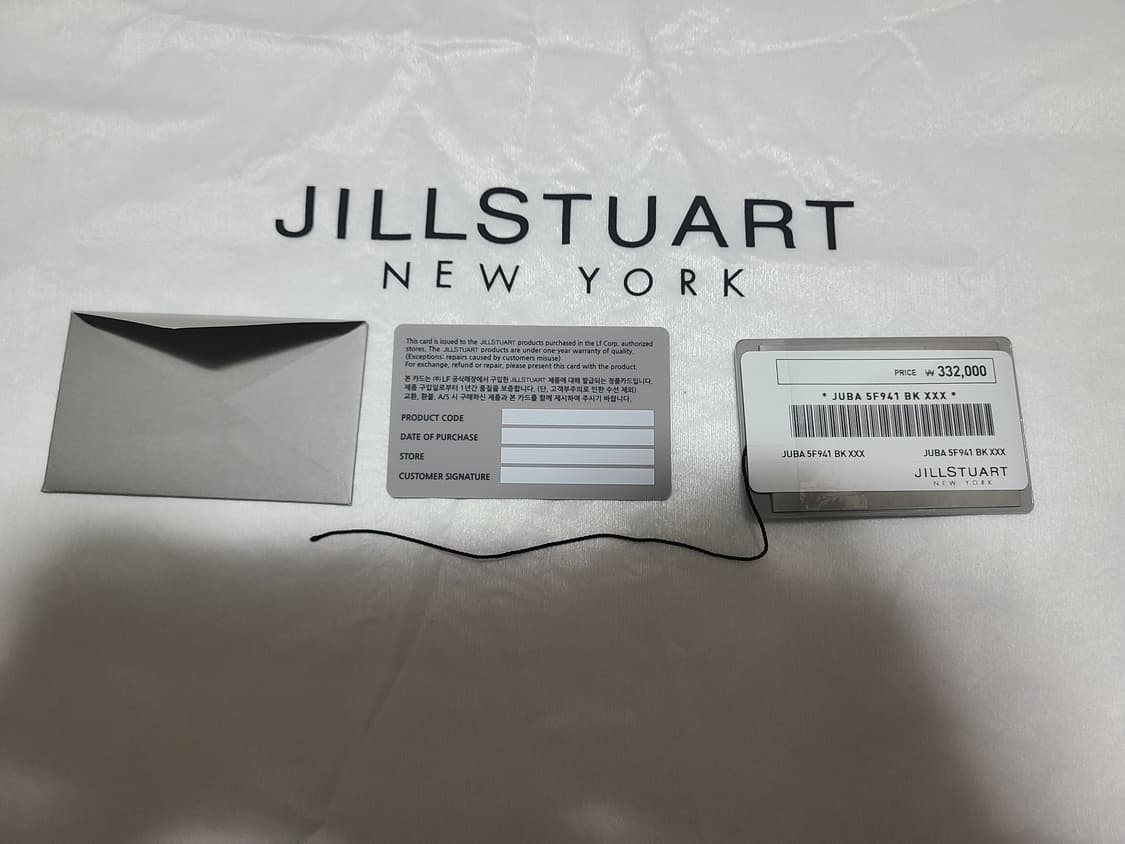 JILLSTUART
NEW YORK
This card is issued to the JILLSTUART products purchased in the Lf Corp. authorized
stores. The JILLSTUART products are under one-year warranty of quality.
(Exceptions: repairs caused by customers misuse)
For exchange, refund or repair, please present this card with the product.
본 카드는 ㈜LF 공식매장에서 구입한 JILLSTUART 제품에 대해 발급되는 정품카드입니다.
제품 구입일로부터 1년간 품질을 보증합니다. (단, 고객부주의로 인한 수선 제외)
교환, 환불, A/S 시 구매하신 제품과 본 카드를 함께 제시하여 주시기 바랍니다.
PRODUCT CODE
DATE OF PURCHASE
STORE
CUSTOMER SIGNATURE
PRICE ₩ 332,000
* JUBA 5F941 BK XXX *
JUBA 5F941 BK XXX JUBA 5F941 BK XXX
JILLSTUART
NEW YORK